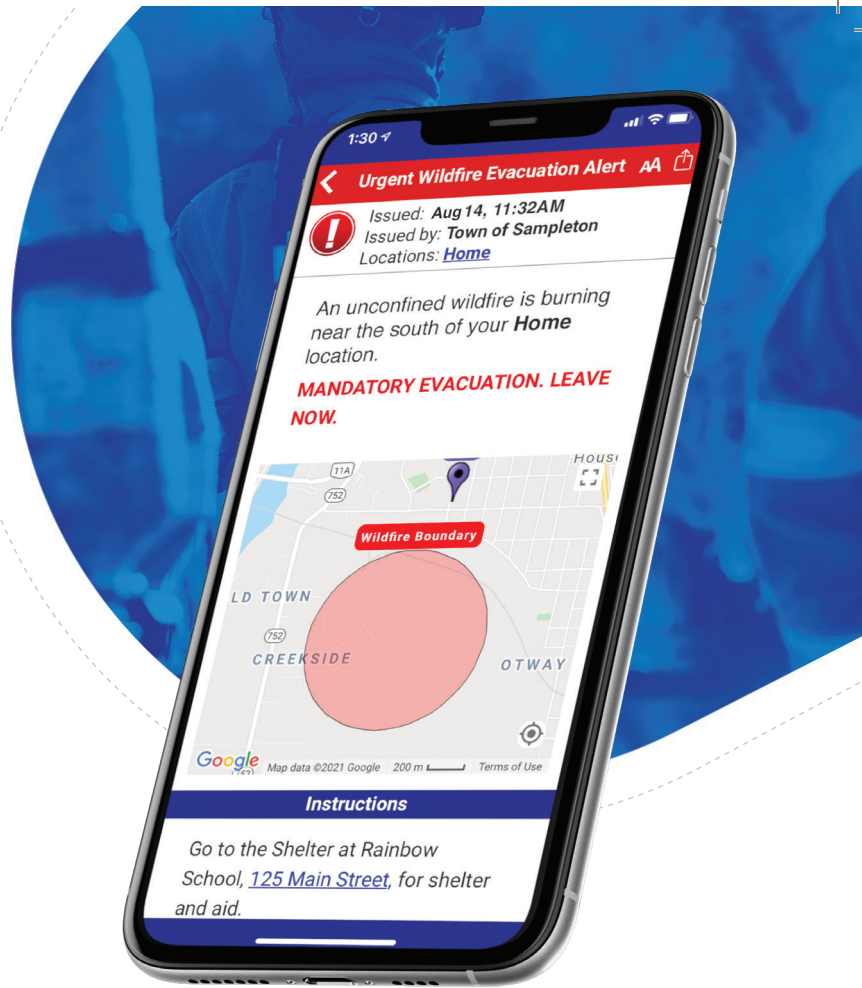 1:30
Urgent Wildfire Evacuation Alert AA
Issued: Aug 14, 11:32AM
Issued by: Town of Sampleton
Locations: Home
An unconfined wildfire is burning
near the south of your Home
location.
MANDATORY EVACUATION. LEAVE
NOW.
11A
752
Wildfire Boundary
LD TOWN
752
CREEKSIDE
OTWAY
Google Map data ©2021 Google 200 m Terms of Use
Instructions
Go to the Shelter at Rainbow
School, 125 Main Street, for shelter
and aid.